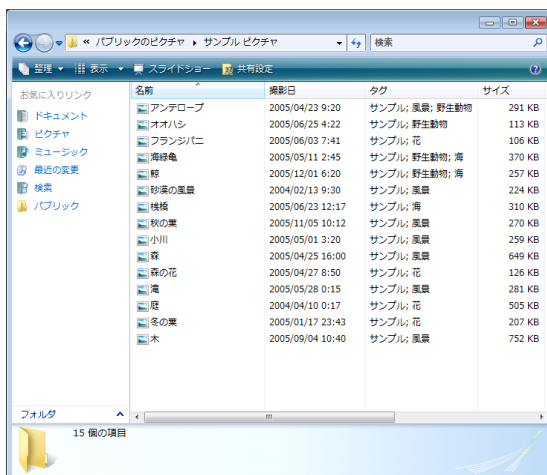 « パブリックのピクチャ ▸ サンプル ピクチャ 検索
整理 表示 スライドショー 共有設定
お気に入りリンク
ドキュメント
ピクチャ
ミュージック
最近の変更
検索
パブリック
フォルダ
名前 撮影日 タグ サイズ
アンテロープ 2005/04/23 9:20 サンプル; 風景; 野生動物 291 KB
オオハシ 2005/06/25 4:22 サンプル; 野生動物 113 KB
フランジパニ 2005/06/03 7:41 サンプル; 花 106 KB
海緑亀 2005/05/11 2:45 サンプル; 野生動物; 海 370 KB
鯨 2005/12/01 6:20 サンプル; 野生動物; 海 257 KB
砂漠の風景 2004/02/13 9:30 サンプル; 風景 224 KB
桟橋 2005/06/23 12:17 サンプル; 海 310 KB
秋の葉 2005/11/05 10:12 サンプル; 風景 270 KB
小川 2005/05/01 3:20 サンプル; 風景 259 KB
森 2005/04/25 16:00 サンプル; 風景 649 KB
森の花 2005/04/27 8:50 サンプル; 花 126 KB
滝 2005/05/28 0:15 サンプル; 風景 281 KB
庭 2004/04/10 0:17 サンプル; 花 505 KB
冬の葉 2005/01/17 23:43 サンプル; 花 207 KB
木 2005/09/04 10:40 サンプル; 風景 752 KB
15 個の項目